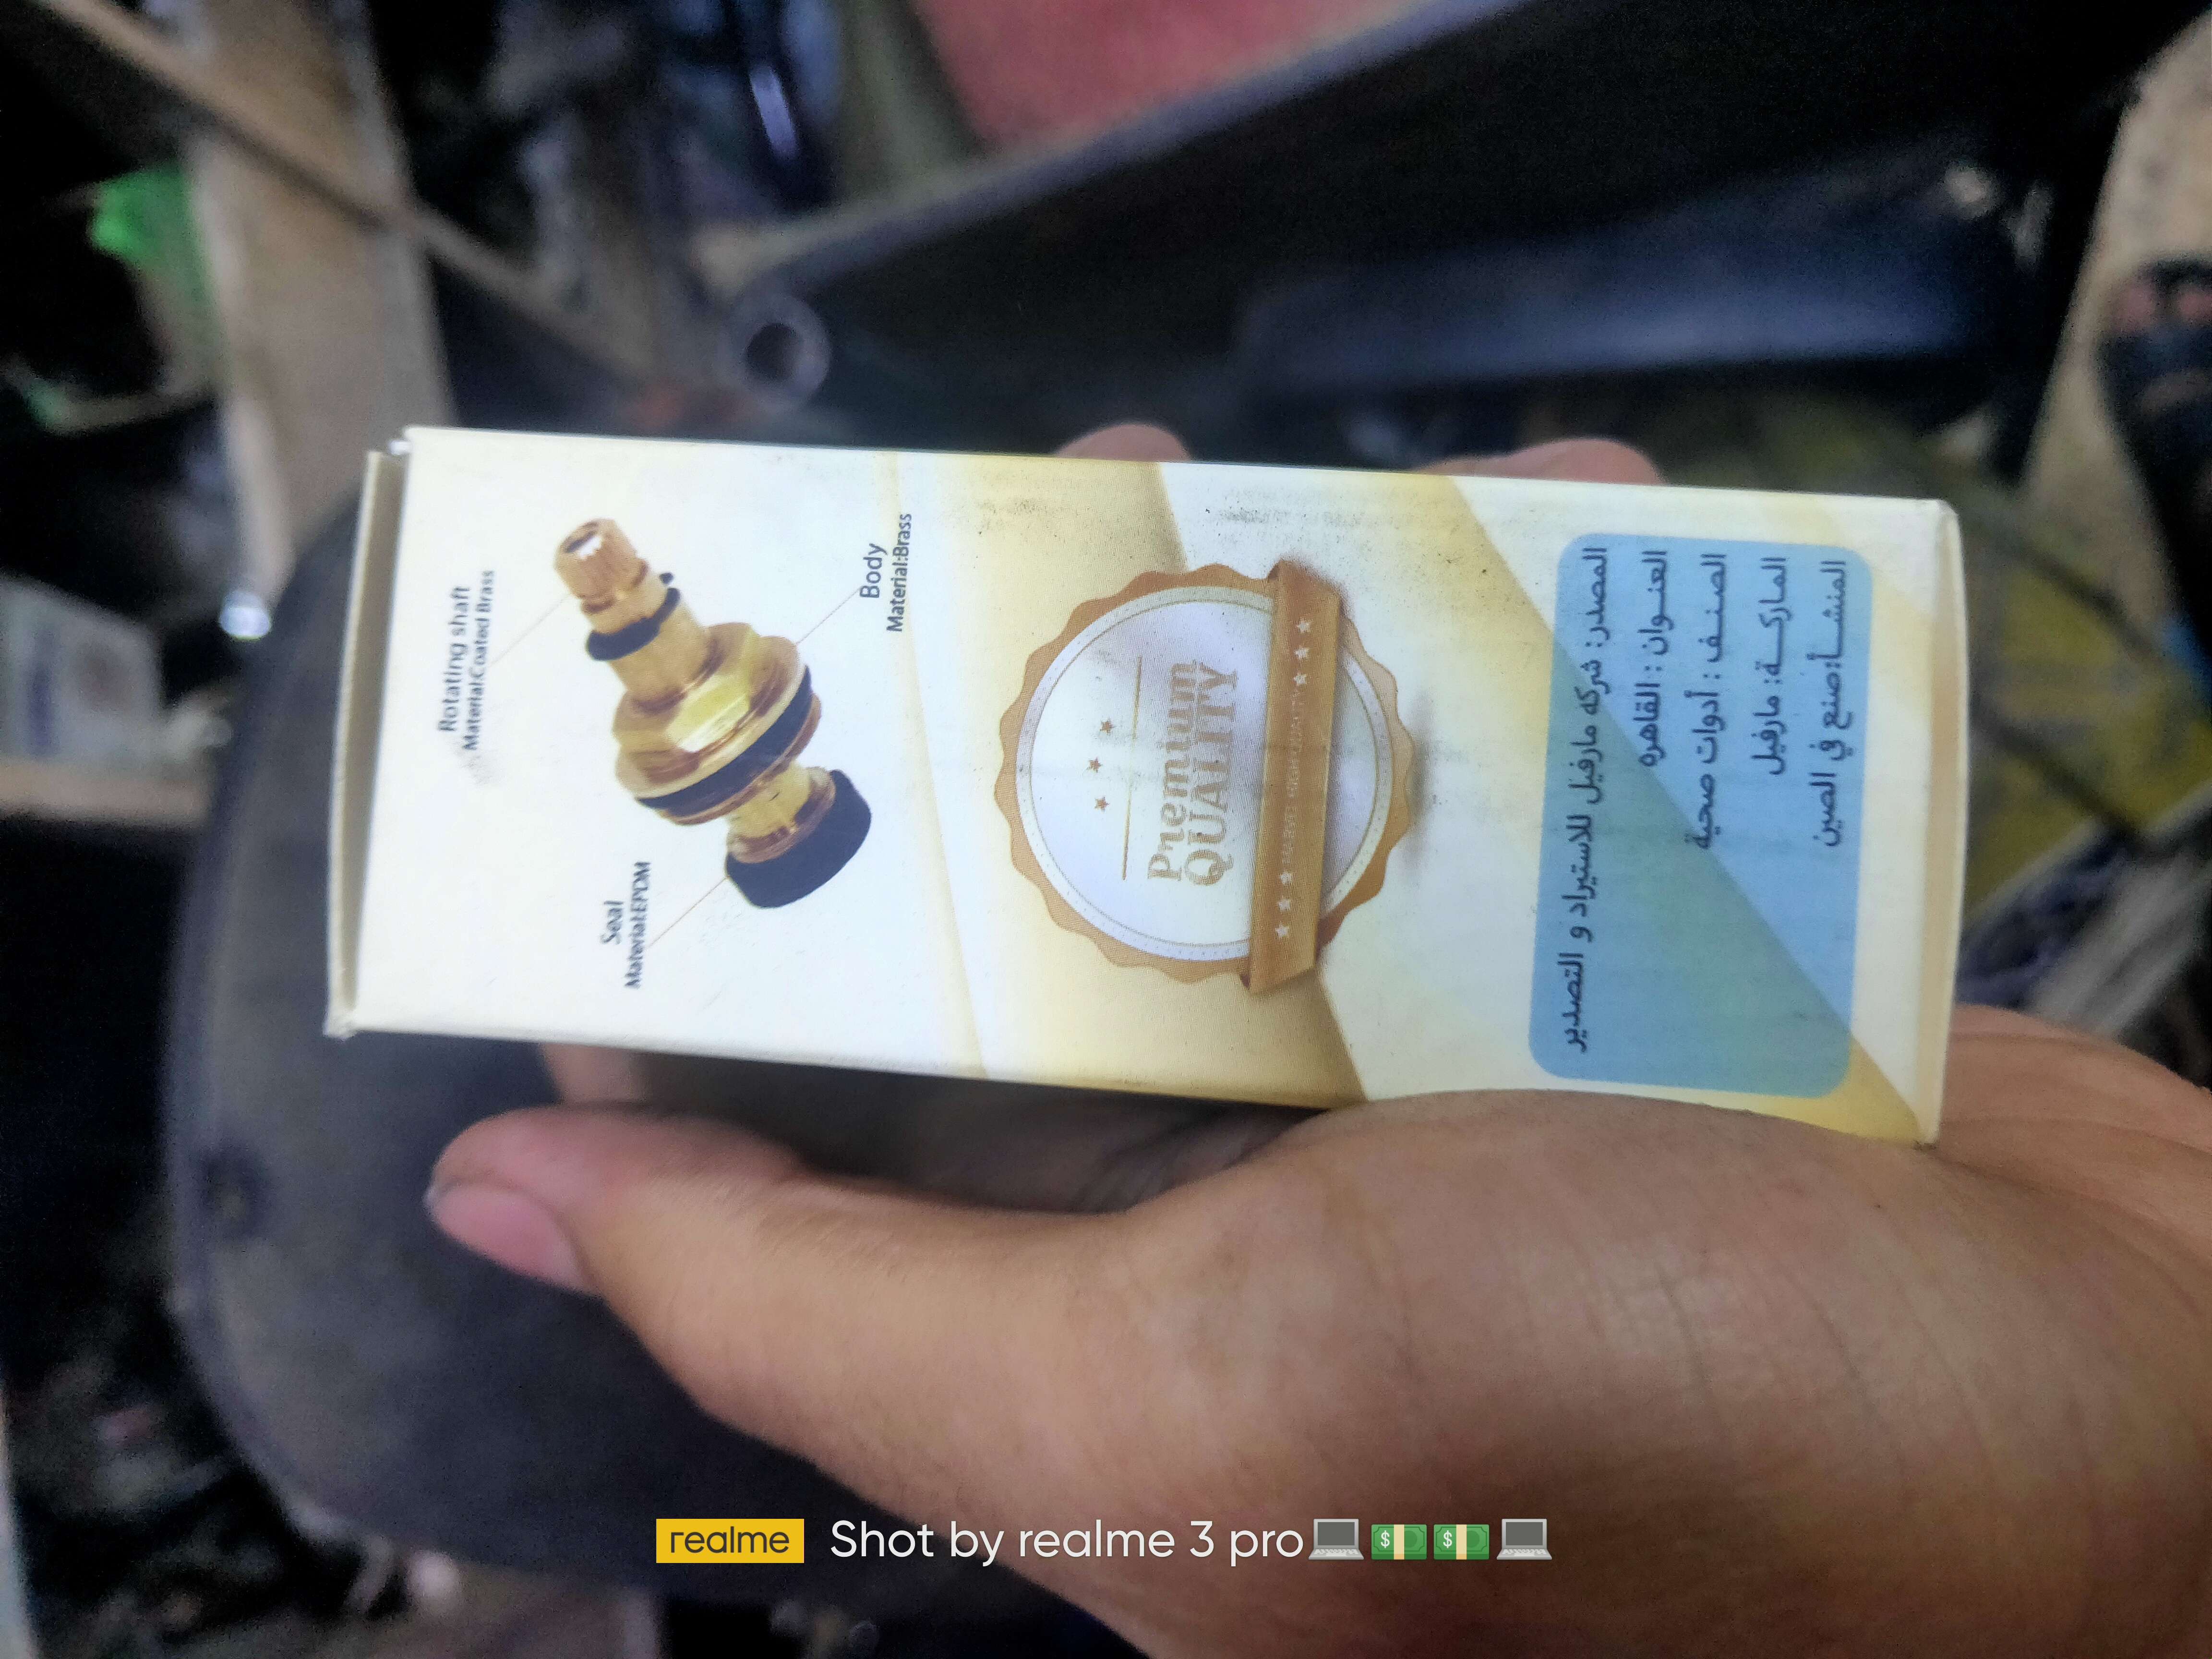 Rotating shaft
Material:Coated Brass
Body
Material:Brass
Seal
Material:EPDM
Premium
QUALITY
المصدر: شركه مارفيل للاستيراد و التصدير
العنوان : القاهره
الصنف : أدوات صحية
الماركة: مارفيل
المنشأ:صنع في الصين
realme Shot by realme 3 pro💻💵💵💻